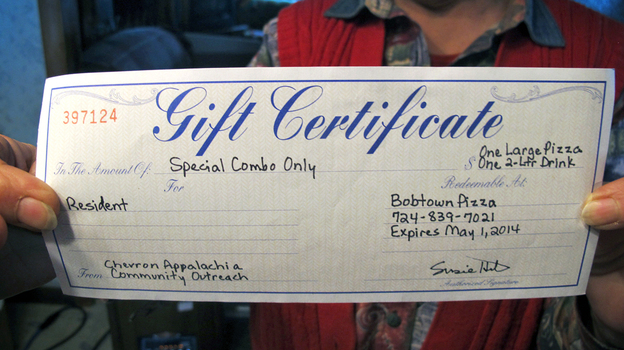 Gift Certificate
397124
In The Amount Of: Special Combo Only $ One Large Pizza
One 2-Ltr Drink
For
Resident
Redeemable At:
Bobtown Pizza
724-839-7021
Expires May 1, 2014
From Chevron Appalachia
Community Outreach
Authorized Signature